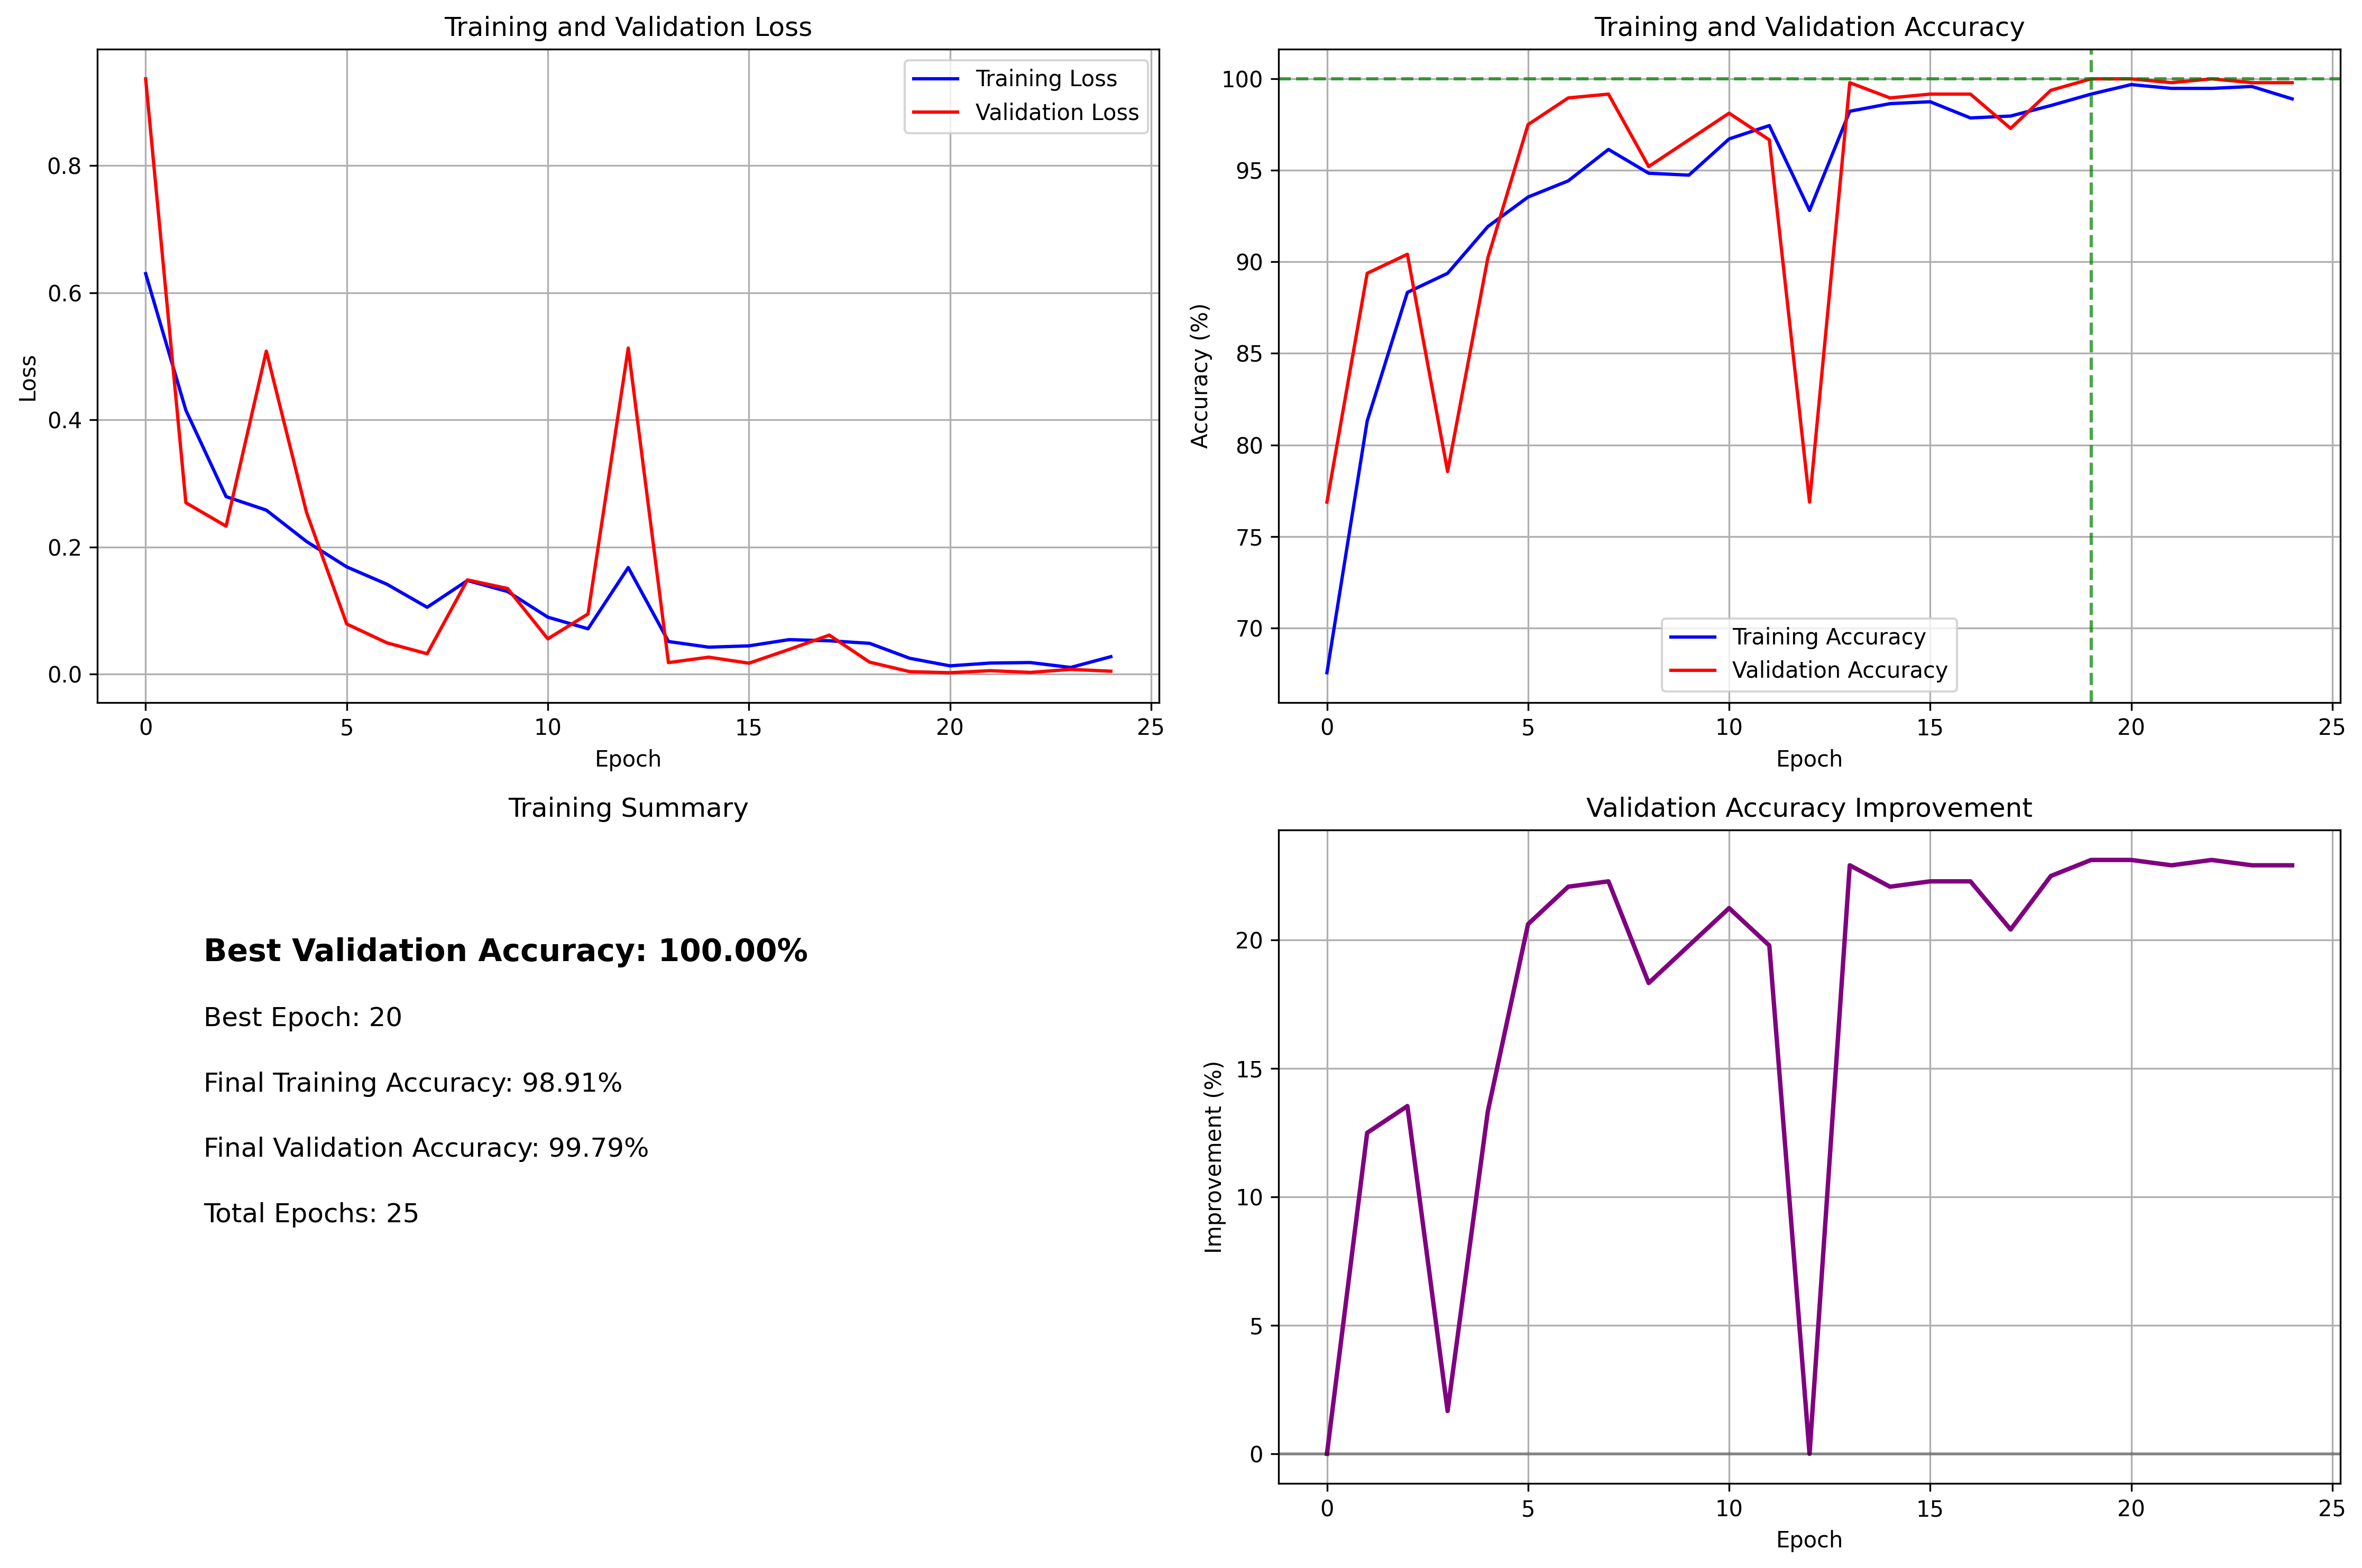 Training and Validation Loss
Training Loss
Validation Loss
0.8
0.6
0.4
0.2
0.0
Loss
0 5 10 15 20 25
Epoch
Training and Validation Accuracy
100
95
90
85
80
75
70
Accuracy (%)
Training Accuracy
Validation Accuracy
0 5 10 15 20 25
Epoch
Training Summary
Best Validation Accuracy: 100.00%
Best Epoch: 20
Final Training Accuracy: 98.91%
Final Validation Accuracy: 99.79%
Total Epochs: 25
Validation Accuracy Improvement
20
15
10
5
0
Improvement (%)
0 5 10 15 20 25
Epoch